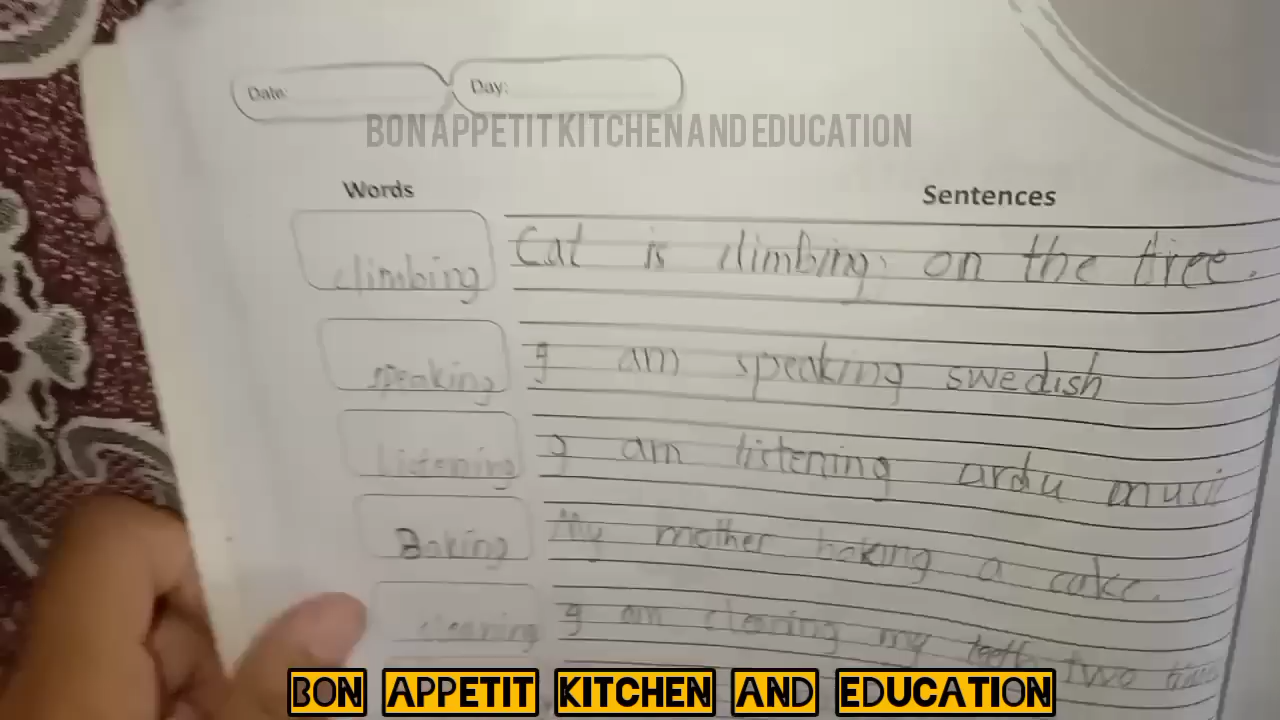 Date: Day:
BON APPETIT KITCHEN AND EDUCATION
Words Sentences
climbing Cat is climbing on the tree.
speaking I am speaking swedish
Listening I am listening urdu music
Baking My mother baking a cake.
cleaning I am cleaning my teeth two times
BON APPETIT KITCHEN AND EDUCATION